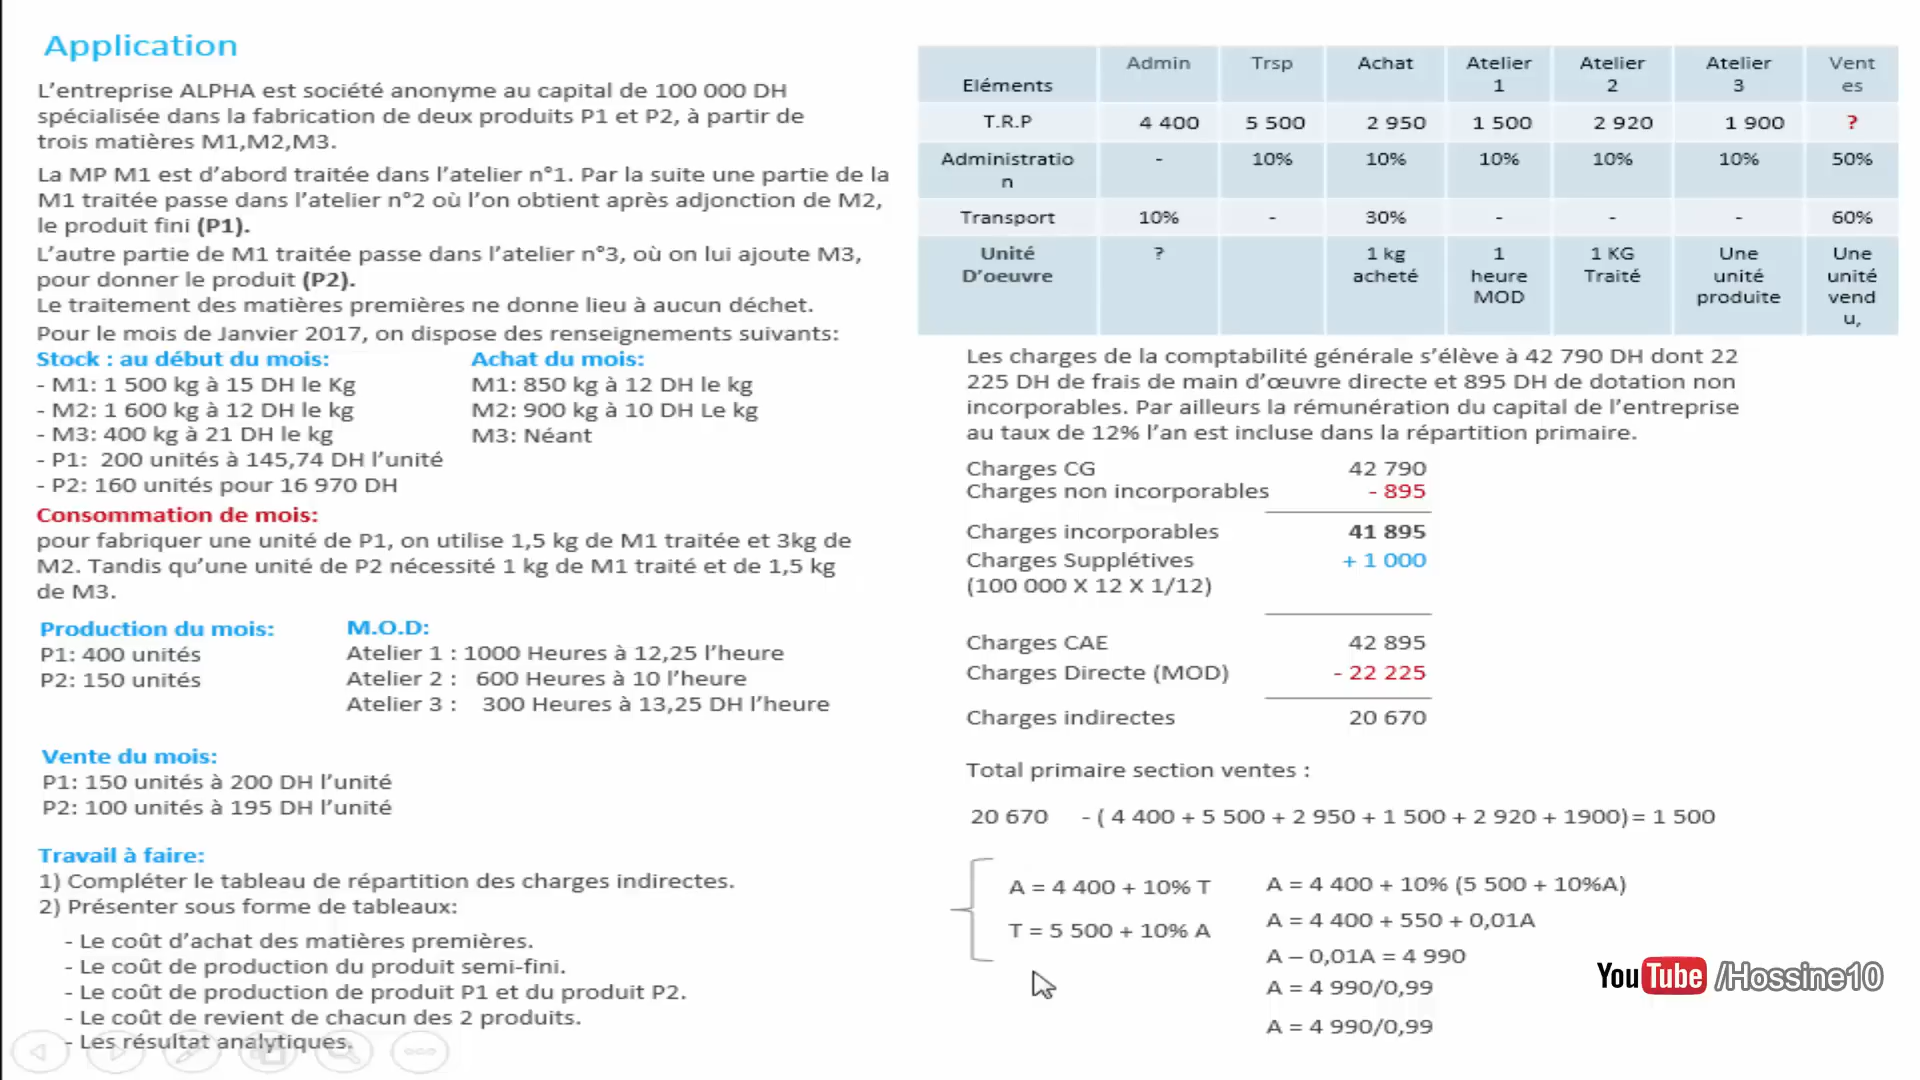 Application
L'entreprise ALPHA est société anonyme au capital de 100 000 DH
spécialisée dans la fabrication de deux produits P1 et P2, à partir de
trois matières M1,M2,M3.
La MP M1 est d'abord traitée dans l'atelier n°1. Par la suite une partie de la
M1 traitée passe dans l'atelier n°2 où l'on obtient après adjonction de M2,
le produit fini (P1).
L'autre partie de M1 traitée passe dans l'atelier n°3, où on lui ajoute M3,
pour donner le produit (P2).
Le traitement des matières premières ne donne lieu à aucun déchet.
Pour le mois de Janvier 2017, on dispose des renseignements suivants:
Stock : au début du mois:
- M1: 1 500 kg à 15 DH le Kg
- M2: 1 600 kg à 12 DH le kg
- M3: 400 kg à 21 DH le kg
- P1: 200 unités à 145,74 DH l'unité
- P2: 160 unités pour 16 970 DH
Achat du mois:
M1: 850 kg à 12 DH le kg
M2: 900 kg à 10 DH Le kg
M3: Néant
Consommation de mois:
pour fabriquer une unité de P1, on utilise 1,5 kg de M1 traitée et 3kg de
M2. Tandis qu'une unité de P2 nécessité 1 kg de M1 traité et de 1,5 kg
de M3.
Production du mois:
P1: 400 unités
P2: 150 unités
M.O.D:
Atelier 1 : 1000 Heures à 12,25 l'heure
Atelier 2 : 600 Heures à 10 l'heure
Atelier 3 : 300 Heures à 13,25 DH l'heure
Vente du mois:
P1: 150 unités à 200 DH l'unité
P2: 100 unités à 195 DH l'unité
Travail à faire:
1) Compléter le tableau de répartition des charges indirectes.
2) Présenter sous forme de tableaux:
- Le coût d'achat des matières premières.
- Le coût de production du produit semi-fini.
- Le coût de production de produit P1 et du produit P2.
- Le coût de revient de chacun des 2 produits.
- Les résultat analytiques.
Eléments Admin Trsp Achat Atelier 1 Atelier 2 Atelier 3 Vent es
T.R.P 4 400 5 500 2 950 1 500 2 920 1 900 ?
Administratio n - 10% 10% 10% 10% 10% 50%
Transport 10% - 30% - - - 60%
Unité D'oeuvre ? 1 kg acheté 1 heure MOD 1 KG Traité Une unité produite Une unité vend u,
Les charges de la comptabilité générale s'élève à 42 790 DH dont 22
225 DH de frais de main d'œuvre directe et 895 DH de dotation non
incorporables. Par ailleurs la rémunération du capital de l'entreprise
au taux de 12% l'an est incluse dans la répartition primaire.
Charges CG 42 790
Charges non incorporables - 895
Charges incorporables 41 895
Charges Supplétives + 1 000
(100 000 X 12 X 1/12)
Charges CAE 42 895
Charges Directe (MOD) - 22 225
Charges indirectes 20 670
Total primaire section ventes :
20 670 - ( 4 400 + 5 500 + 2 950 + 1 500 + 2 920 + 1900) = 1 500
A = 4 400 + 10% T
T = 5 500 + 10% A
A = 4 400 + 10% (5 500 + 10%A)
A = 4 400 + 550 + 0,01A
A – 0,01A = 4 990
A = 4 990/0,99
A = 4 990/0,99
YouTube /Hossine10